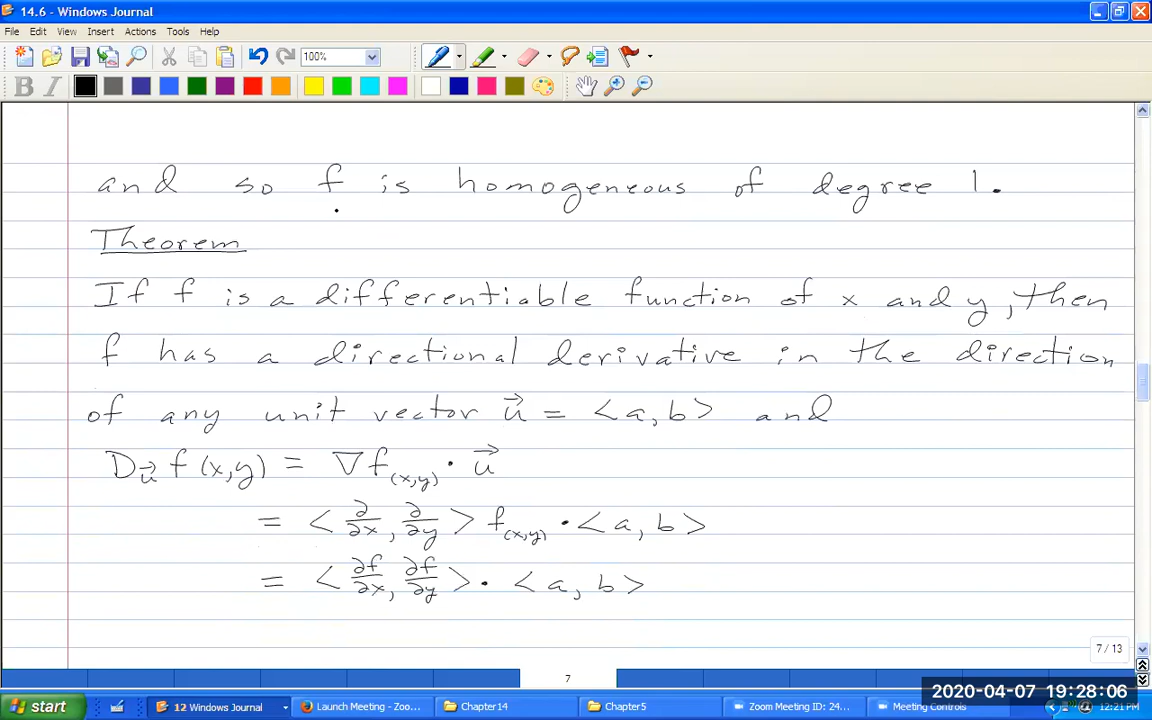 14.6 - Windows Journal
File Edit View Insert Actions Tools Help
100%
and so f is homogeneous of degree 1.
Theorem
If f is a differentiable function of x and y, then
f has a directional derivative in the direction
of any unit vector u⃗ = <a, b> and
D_u⃗ f(x,y) = ∇f_(x,y) · u⃗
= <∂/∂x, ∂/∂y> f_(x,y) · <a, b>
= <∂f/∂x, ∂f/∂y> · <a, b>
7 / 13
7
2020-04-07 19:28:06
start
12 Windows Journal
Launch Meeting - Zoo...
Chapter14
Chapter5
Zoom Meeting ID: 24...
Meeting Controls
12:21 PM